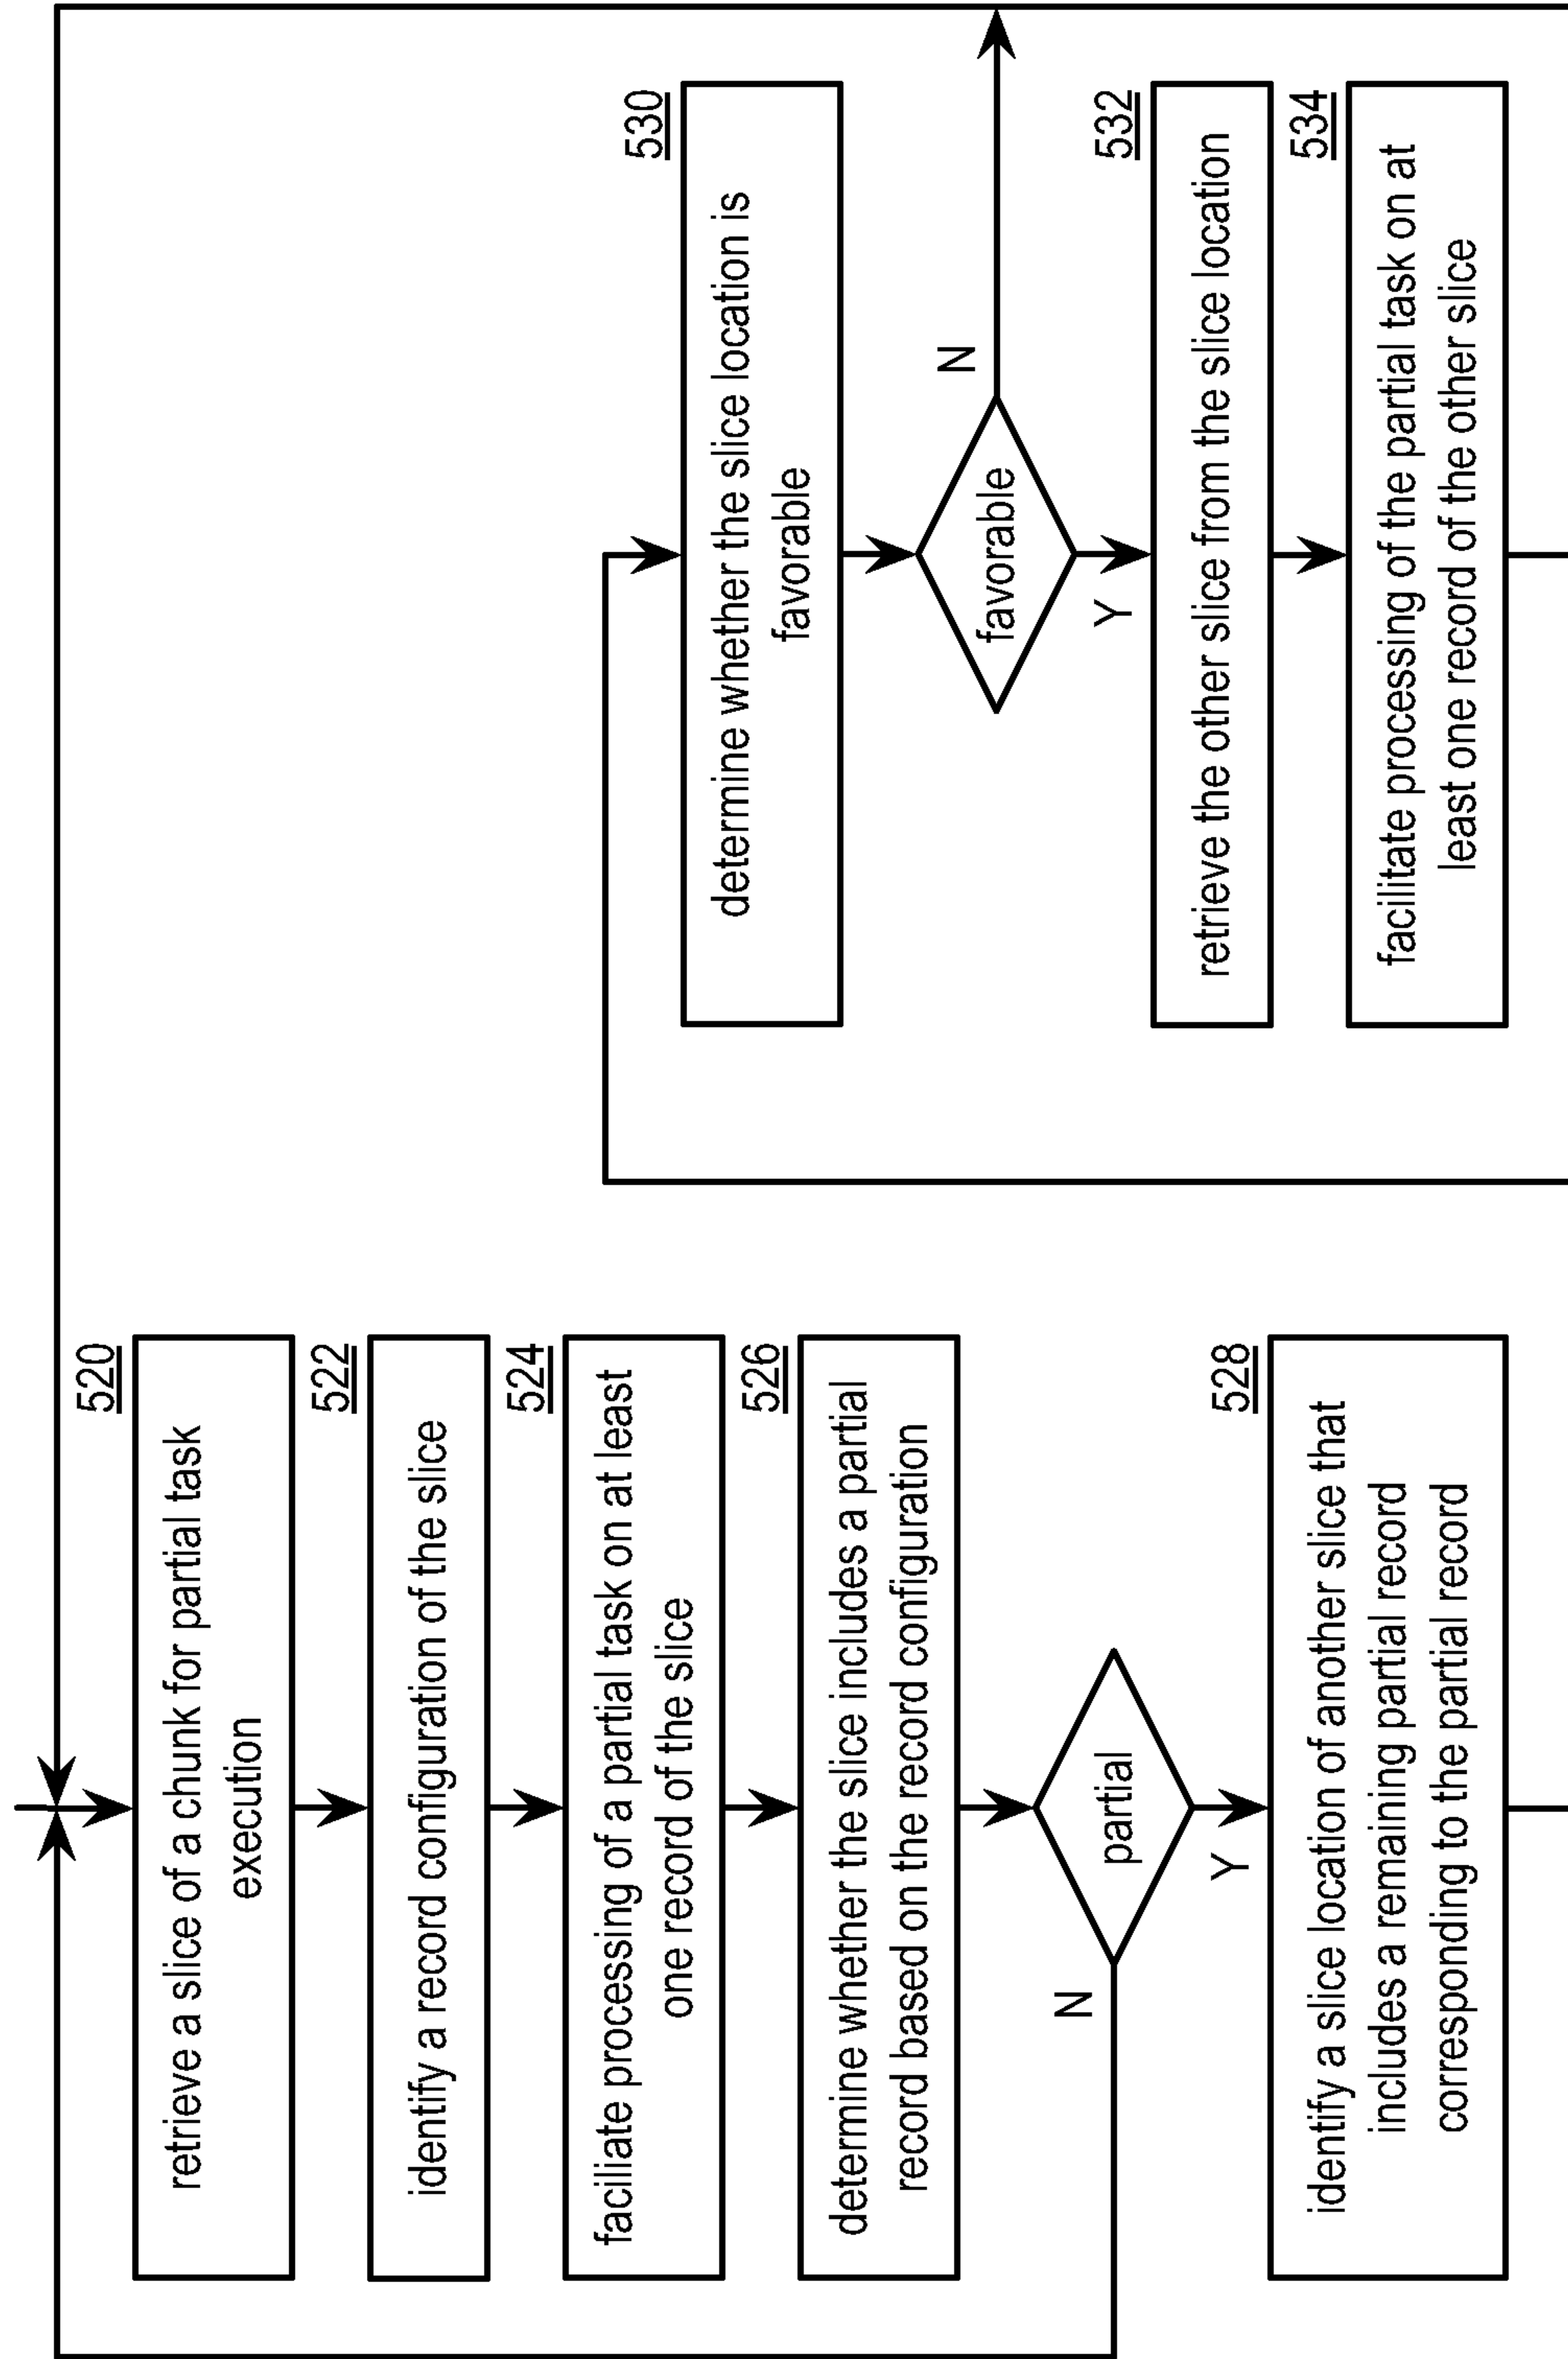 520
retrieve a slice of a chunk for partial task
execution
522
identify a record configuration of the slice
524
faciliate processing of a partial task on at least
one record of the slice
526
determine whether the slice includes a partial
record based on the record configuration
partial
N
Y
528
identify a slice location of another slice that
includes a remaining partial record
corresponding to the partial record
530
determine whether the slice location is
favorable
favorable
N
Y
532
retrieve the other slice from the slice location
534
facilitate processing of the partial task on at
least one record of the other slice